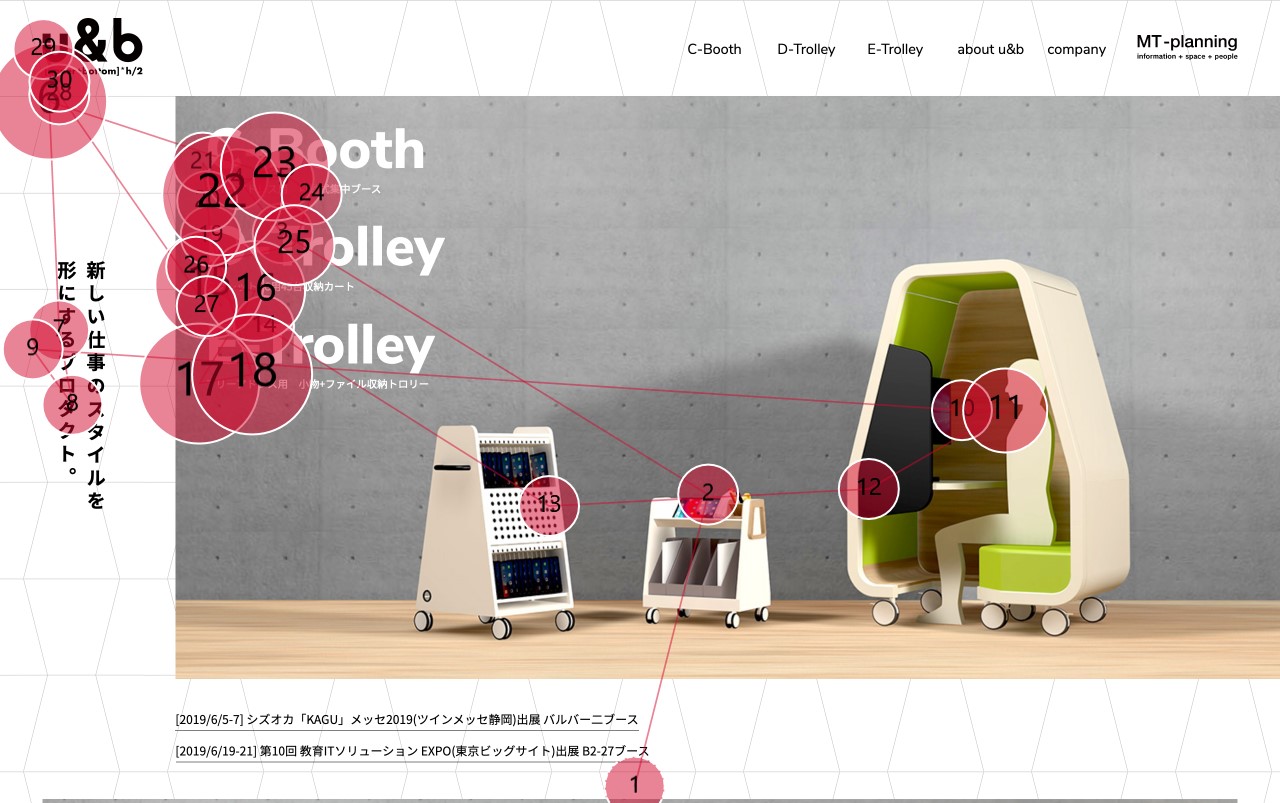 &b
h/2
C-Booth
D-Trolley
E-Trolley
about u&b
company
MT-planning
information + space + people
29
30
28
6
21
22
23
24
19
3
25
26
16
27
14
17
18
7
9
8
10
11
12
13
2
1
Booth
集中ブース
rolley
収納カート
Trolley
用 小物+ファイル収納トロリー
新しい仕事のスタイルを
形にするプロダクト。
[2019/6/5-7] シズオカ「KAGU」メッセ2019(ツインメッセ静岡)出展 バルバー二ブース
[2019/6/19-21] 第10回 教育ITソリューション EXPO(東京ビッグサイト)出展 B2-27ブース